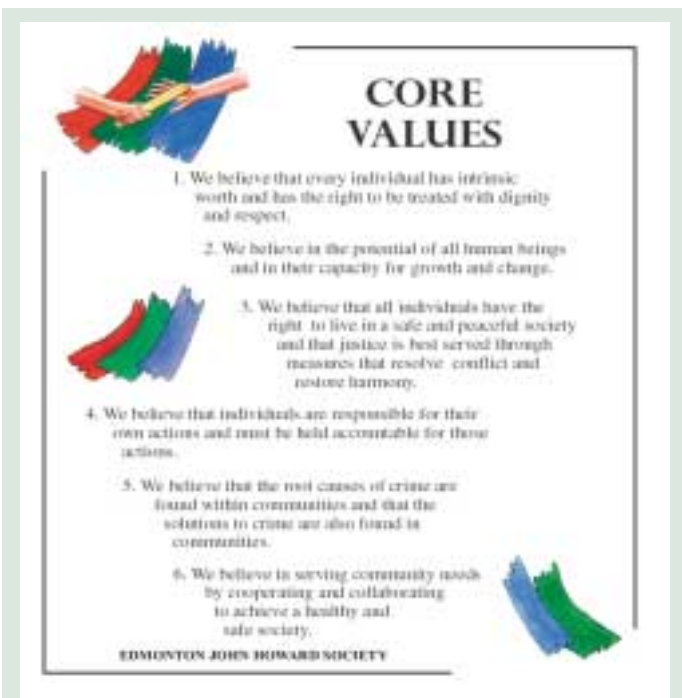 CORE
VALUES
1. We believe that every individual has intrinsic
worth and has the right to be treated with dignity
and respect.
2. We believe in the potential of all human beings
and in their capacity for growth and change.
3. We believe that all individuals have the
right to live in a safe and peaceful society
and that justice is best served through
measures that resolve conflict and
restore harmony.
4. We believe that individuals are responsible for their
own actions and must be held accountable for those
actions.
5. We believe that the root causes of crime are
found within communities and that the
solutions to crime are also found in
communities.
6. We believe in serving community needs
by cooperating and collaborating
to achieve a healthy and
safe society.
EDMONTON JOHN HOWARD SOCIETY